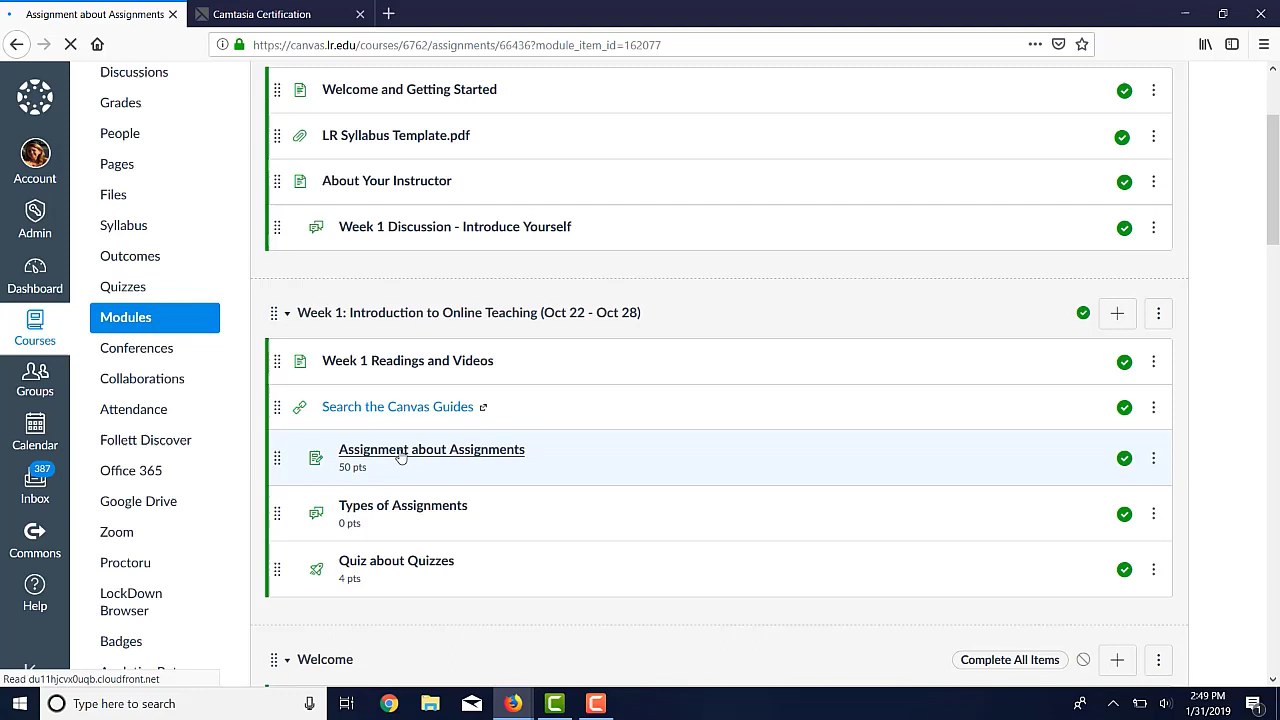 Assignment about Assignments
Camtasia Certification
https://canvas.lr.edu/courses/6762/assignments/66436?module_item_id=162077
Account
Admin
Dashboard
Courses
Groups
Calendar
387
Inbox
Commons
Help
Discussions
Grades
People
Pages
Files
Syllabus
Outcomes
Quizzes
Modules
Conferences
Collaborations
Attendance
Follett Discover
Office 365
Google Drive
Zoom
Proctoru
LockDown
Browser
Badges
Welcome and Getting Started
LR Syllabus Template.pdf
About Your Instructor
Week 1 Discussion - Introduce Yourself
Week 1: Introduction to Online Teaching (Oct 22 - Oct 28)
Week 1 Readings and Videos
Search the Canvas Guides
Assignment about Assignments
50 pts
Types of Assignments
0 pts
Quiz about Quizzes
4 pts
Welcome
Complete All Items
Read du11hjcvx0uqb.cloudfront.net
Type here to search
2:49 PM
1/31/2019